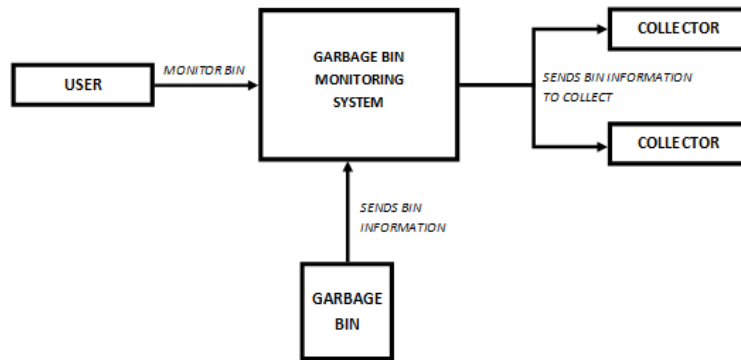 USER
MONITOR BIN
GARBAGE BIN
MONITORING
SYSTEM
SENDS BIN INFORMATION
TO COLLECT
COLLECTOR
COLLECTOR
SENDS BIN
INFORMATION
GARBAGE
BIN